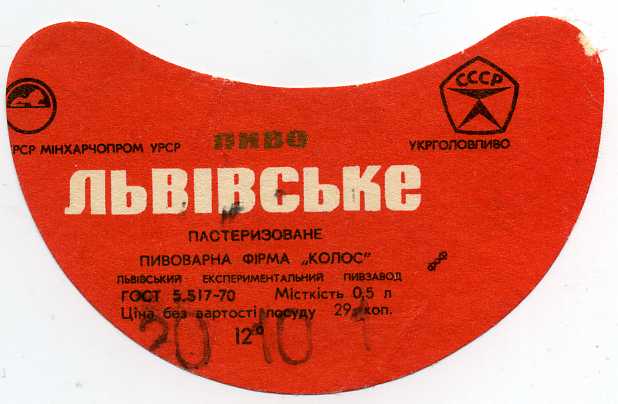 СССР
РСР МІНХАРЧОПРОМ УРСР
ПИВО
УКРГОЛОВПИВО
ЛЬВІВСЬКЕ
ПАСТЕРИЗОВАНЕ
ПИВОВАРНА ФІРМА „КОЛОС"
ЛЬВІВСЬКИЙ ЕКСПЕРИМЕНТАЛЬНИЙ ПИВЗАВОД
ГОСТ 5.517-70 Місткість 0,5 л
Ціна без вартості посуду 29 коп.
12°
20 10 1